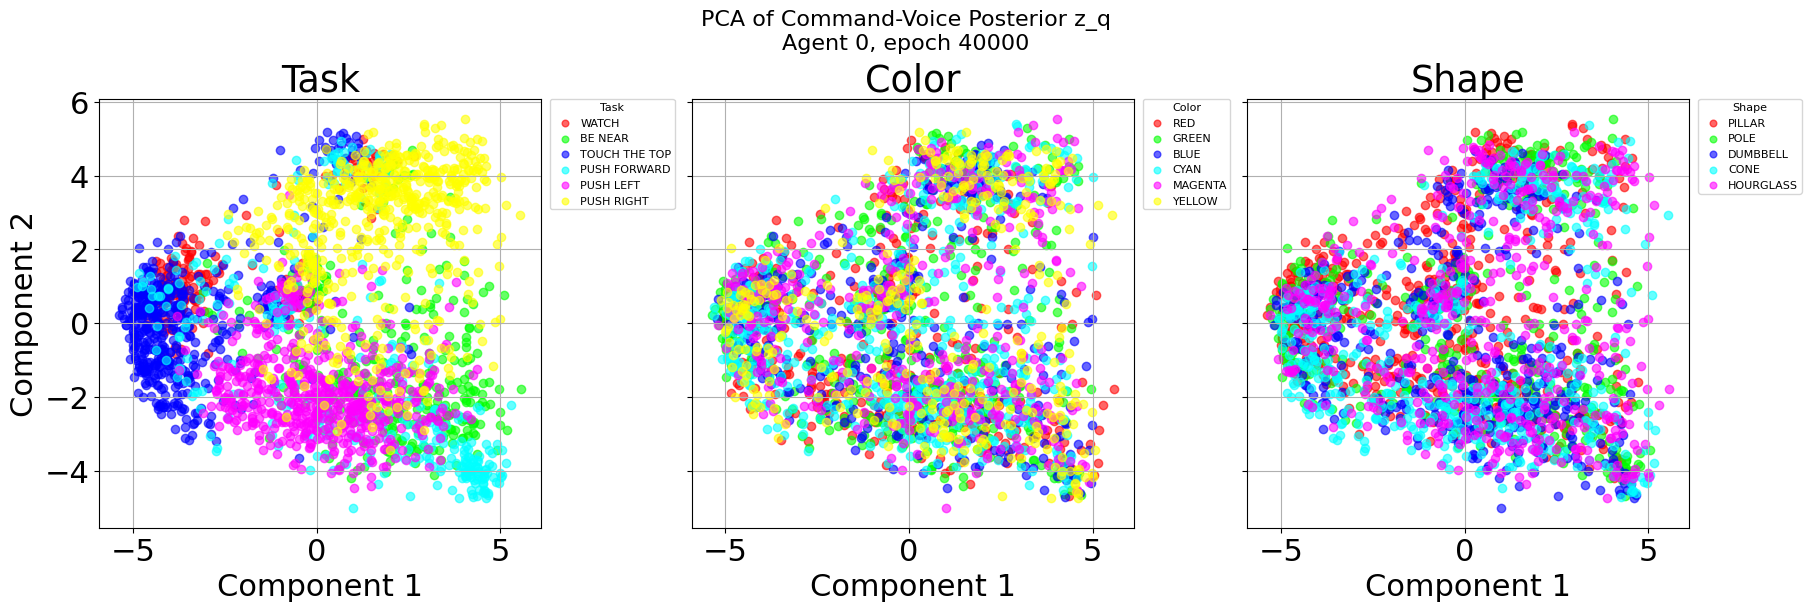 PCA of Command-Voice Posterior z_q
Agent 0, epoch 40000
Task
Component 2
6
4
2
0
−2
−4
−5
0
5
Component 1
Task
WATCH
BE NEAR
TOUCH THE TOP
PUSH FORWARD
PUSH LEFT
PUSH RIGHT
Color
−5
0
5
Component 1
Color
RED
GREEN
BLUE
CYAN
MAGENTA
YELLOW
Shape
−5
0
5
Component 1
Shape
PILLAR
POLE
DUMBBELL
CONE
HOURGLASS